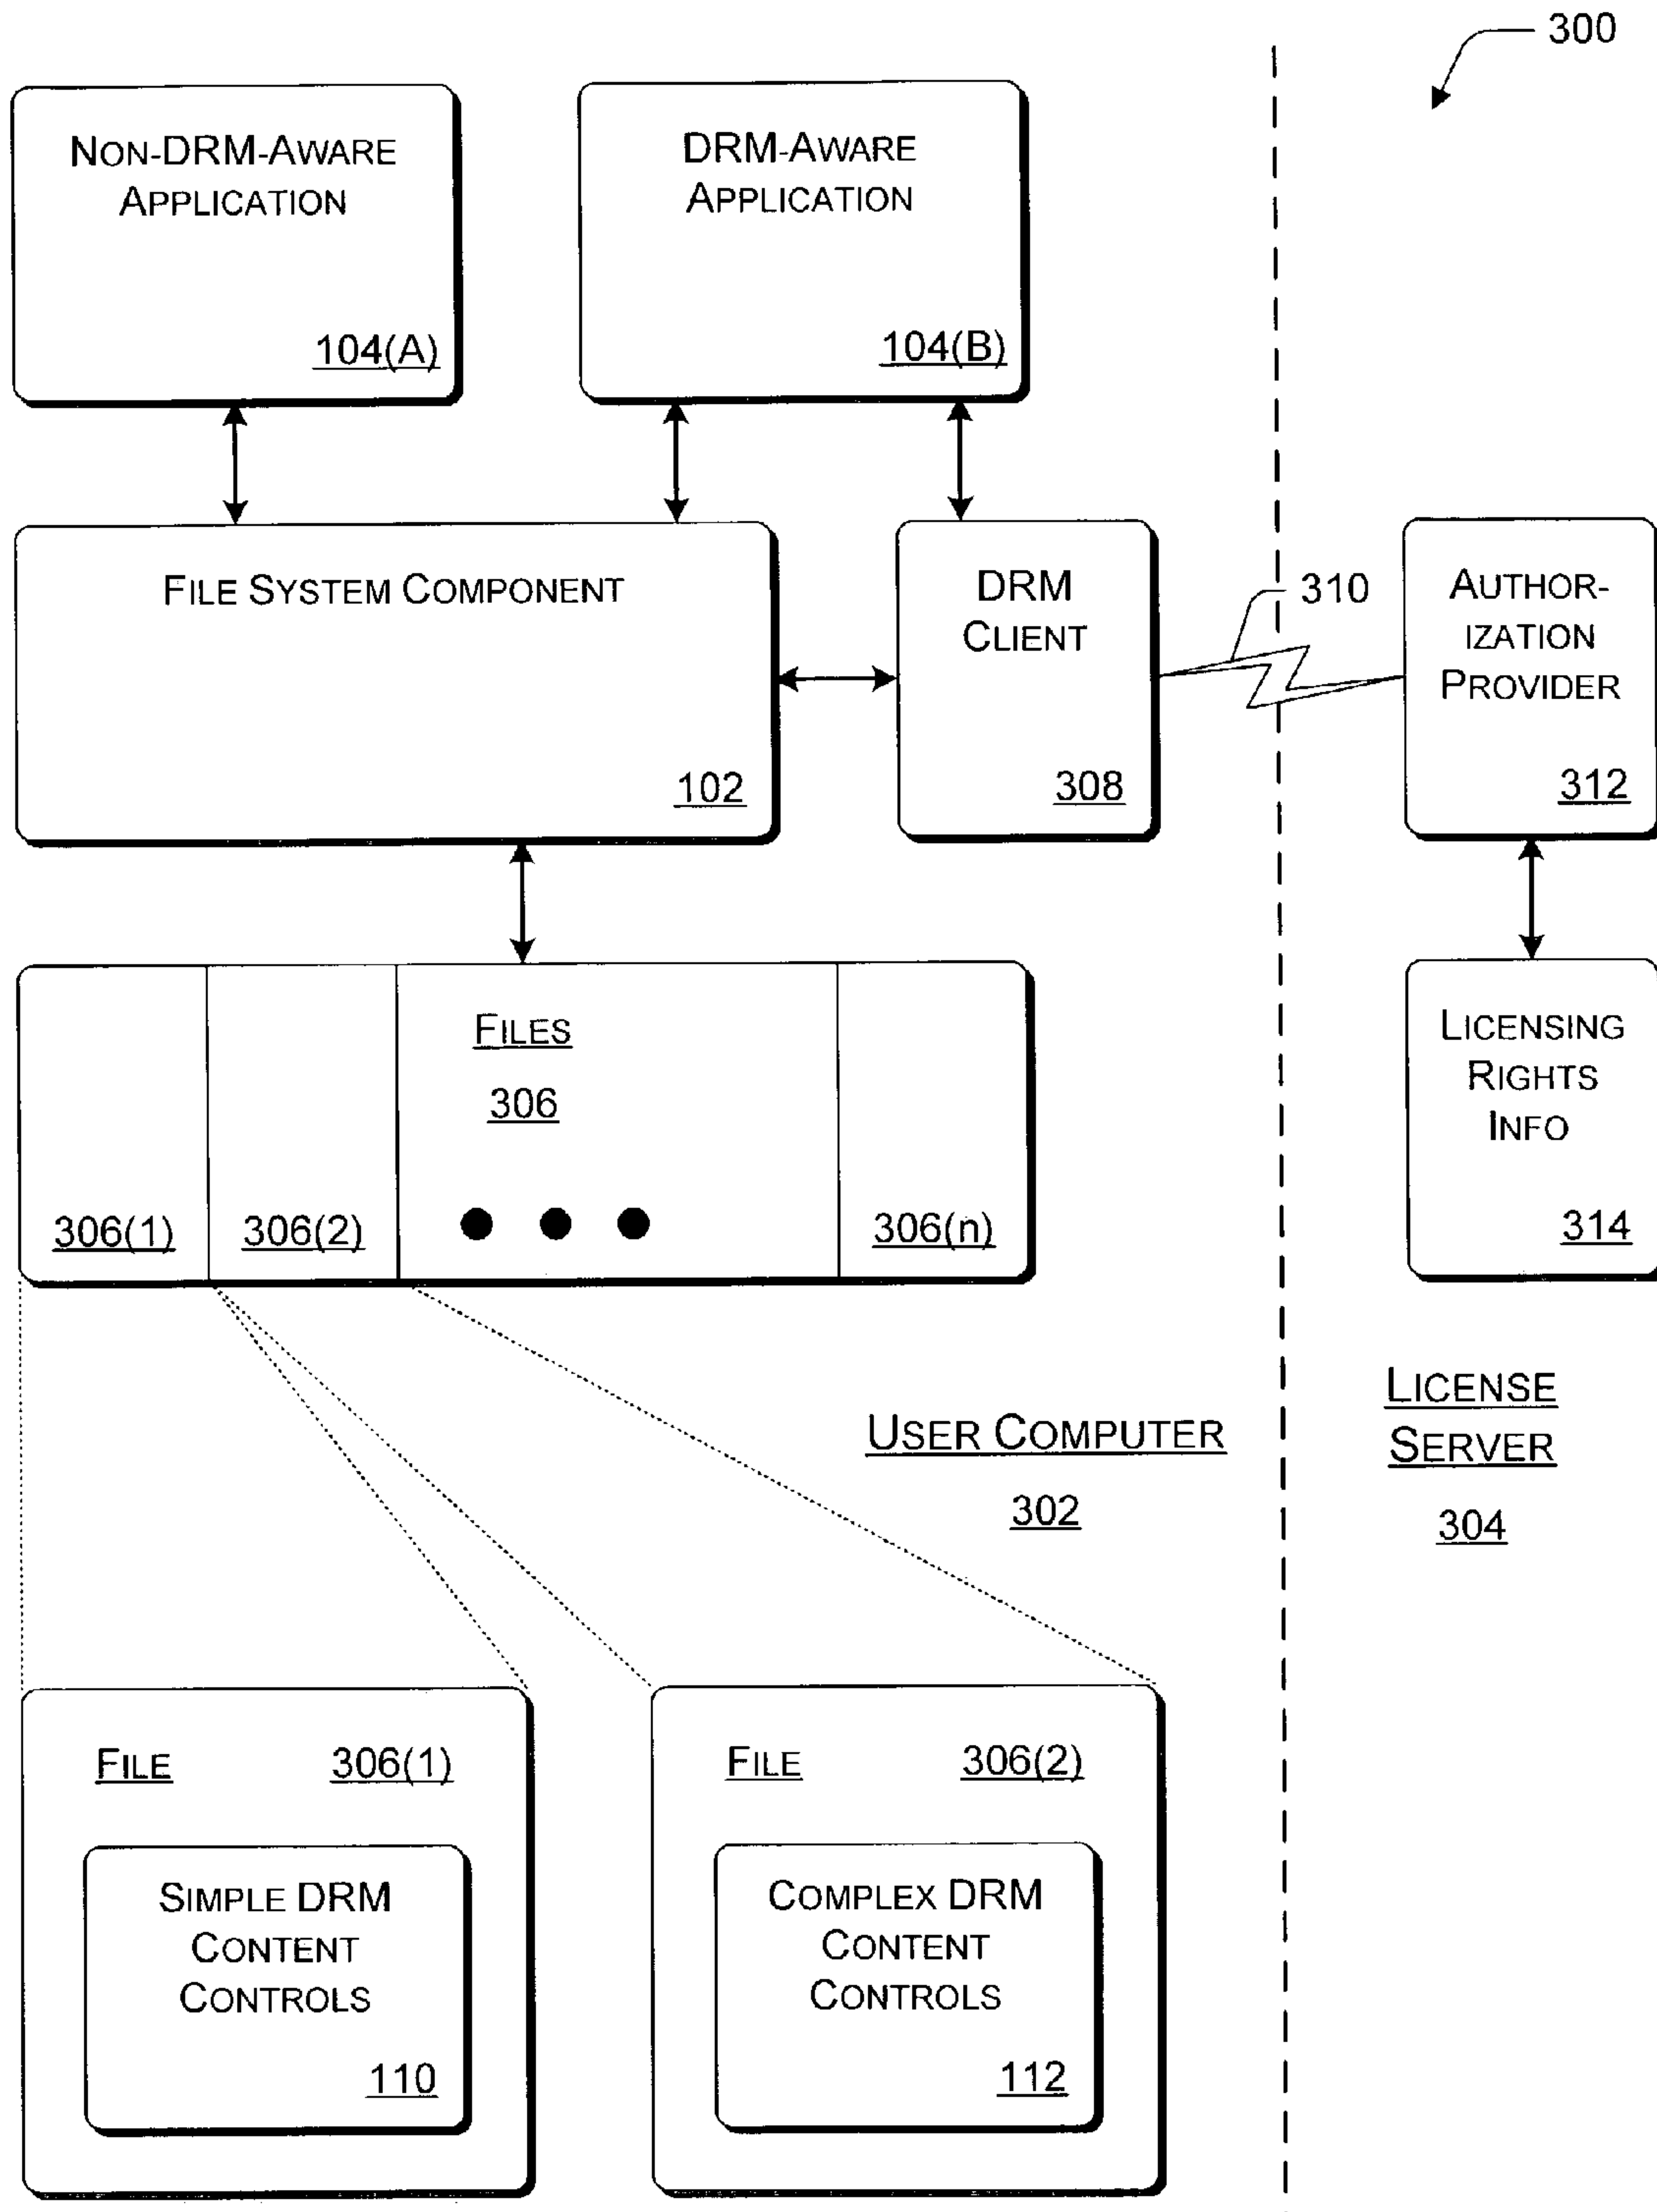 300
NON-DRM-AWARE
APPLICATION
104(A)
DRM-AWARE
APPLICATION
104(B)
FILE SYSTEM COMPONENT
102
DRM
CLIENT
308
310
AUTHOR-
IZATION
PROVIDER
312
FILES
306
306(1)
306(2)
306(n)
LICENSING
RIGHTS
INFO
314
USER COMPUTER
302
LICENSE
SERVER
304
FILE 306(1)
SIMPLE DRM
CONTENT
CONTROLS
110
FILE 306(2)
COMPLEX DRM
CONTENT
CONTROLS
112